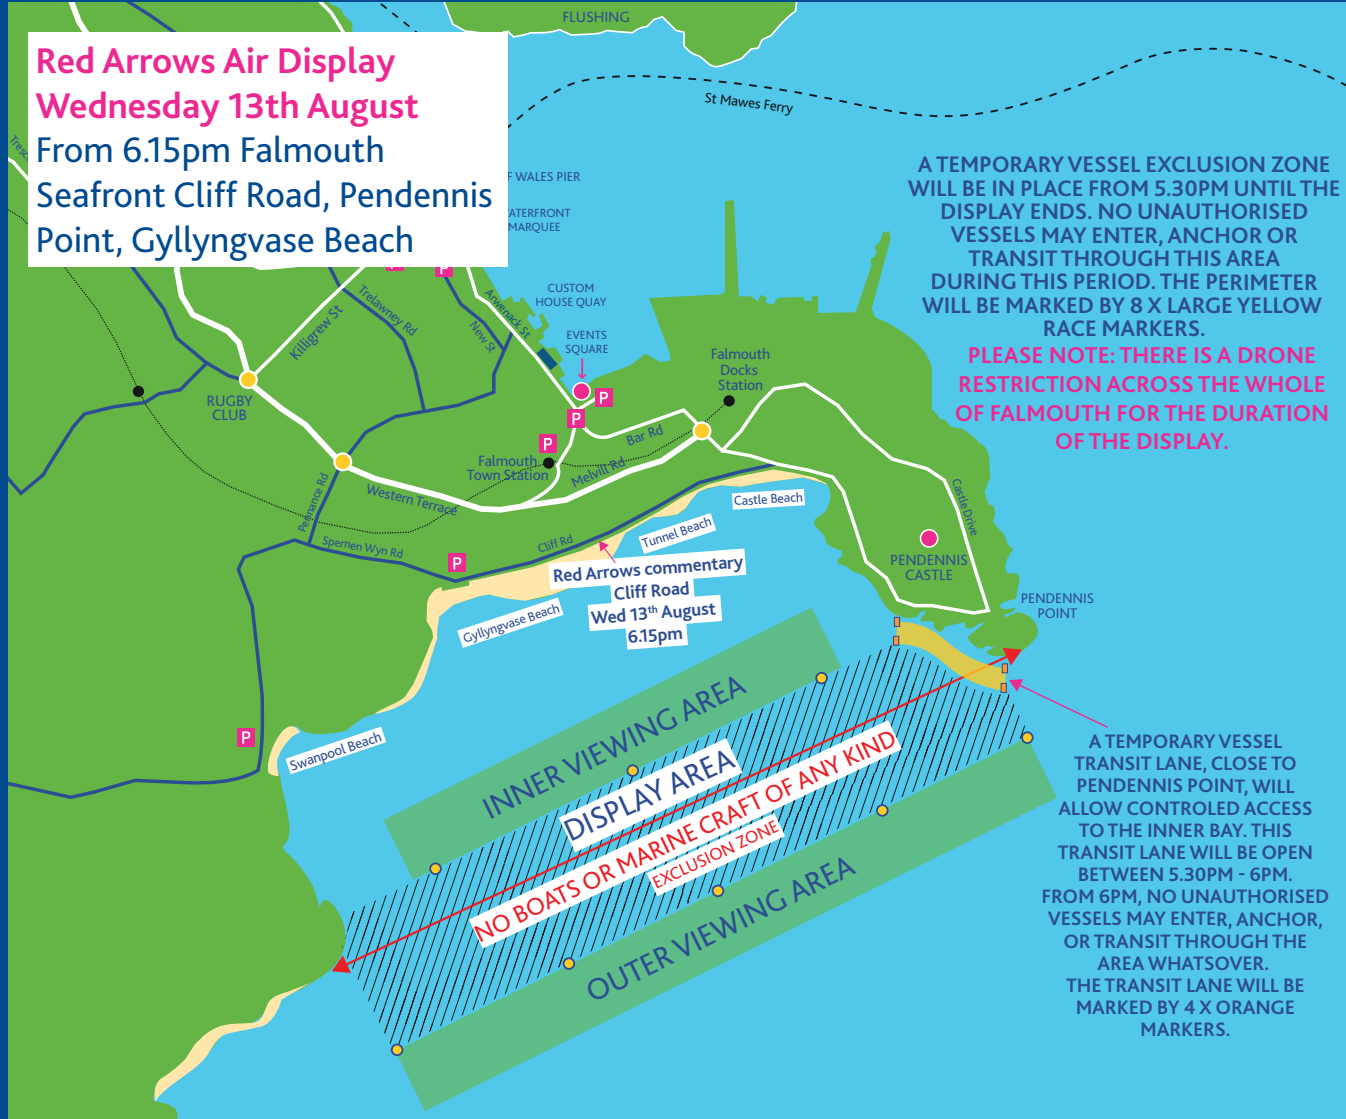 FLUSHING
Red Arrows Air Display
Wednesday 13th August
From 6.15pm Falmouth
Seafront Cliff Road, Pendennis
Point, Gyllyngvase Beach
St Mawes Ferry
F WALES PIER
ATERFRONT
MARQUEE
A TEMPORARY VESSEL EXCLUSION ZONE
WILL BE IN PLACE FROM 5.30PM UNTIL THE
DISPLAY ENDS. NO UNAUTHORISED
VESSELS MAY ENTER, ANCHOR OR
TRANSIT THROUGH THIS AREA
DURING THIS PERIOD. THE PERIMETER
WILL BE MARKED BY 8 X LARGE YELLOW
RACE MARKERS.
PLEASE NOTE: THERE IS A DRONE
RESTRICTION ACROSS THE WHOLE
OF FALMOUTH FOR THE DURATION
OF THE DISPLAY.
CUSTOM
HOUSE QUAY
EVENTS
SQUARE
Arwenack St
Trelawney Rd
New St
Killigrew St
RUGBY
CLUB
Falmouth
Docks
Station
P
P
P
P
P
Bar Rd
Falmouth
Town Station
Melvill Rd
Western Terrace
Penmance Rd
Spernen Wyn Rd
P
Cliff Rd
Castle Beach
Tunnel Beach
Castle Drive
PENDENNIS
CASTLE
PENDENNIS
POINT
Red Arrows commentary
Cliff Road
Wed 13th August
6.15pm
Gyllyngvase Beach
P
Swanpool Beach
INNER VIEWING AREA
DISPLAY AREA
NO BOATS OR MARINE CRAFT OF ANY KIND
EXCLUSION ZONE
OUTER VIEWING AREA
A TEMPORARY VESSEL
TRANSIT LANE, CLOSE TO
PENDENNIS POINT, WILL
ALLOW CONTROLED ACCESS
TO THE INNER BAY. THIS
TRANSIT LANE WILL BE OPEN
BETWEEN 5.30PM - 6PM.
FROM 6PM, NO UNAUTHORISED
VESSELS MAY ENTER, ANCHOR,
OR TRANSIT THROUGH THE
AREA WHATSOVER.
THE TRANSIT LANE WILL BE
MARKED BY 4 X ORANGE
MARKERS.